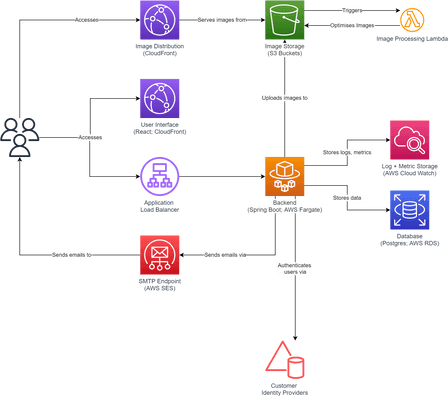 Accesses
Serves images from
Triggers
Optimises Images
Image Distribution
(CloudFront)
Image Storage
(S3 Buckets)
Image Processing Lambda
Uploads images to
Accesses
User Interface
(React; CloudFront)
Stores logs, metrics
Log + Metric Storage
(AWS Cloud Watch)
Application
Load Balancer
Backend
(Spring Boot; AWS Fargate)
Stores data
Database
(Postgres; AWS RDS)
Sends emails to
Sends emails via
SMTP Endpoint
(AWS SES)
Authenticates
users via
Customer
Identity Providers